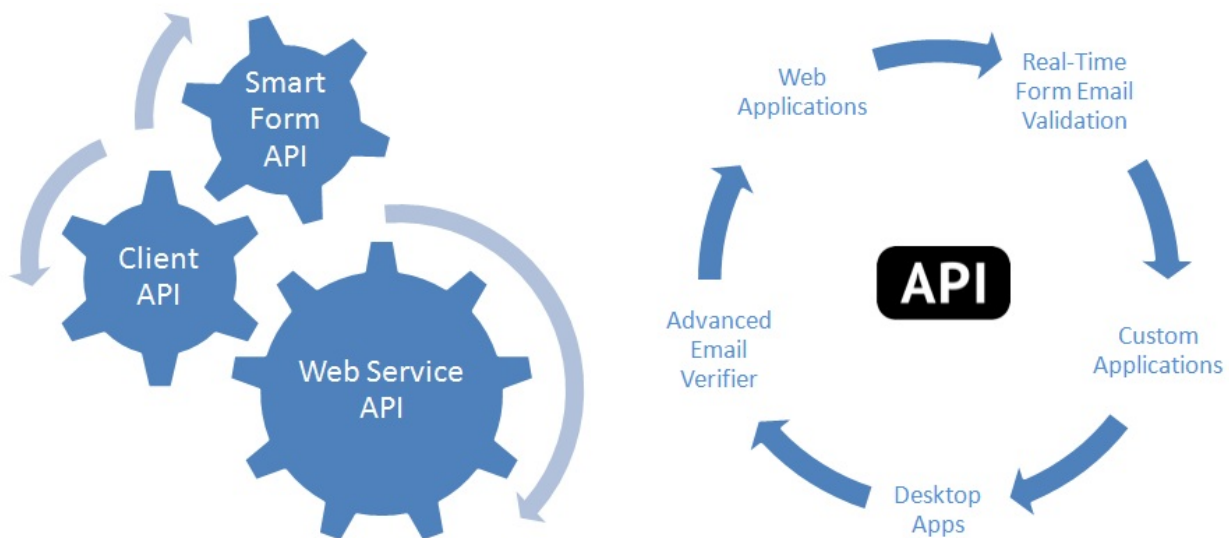 Smart
Form
API
Client
API
Web Service
API
Web
Applications
Real-Time
Form Email
Validation
API
Advanced
Email
Verifier
Custom
Applications
Desktop
Apps